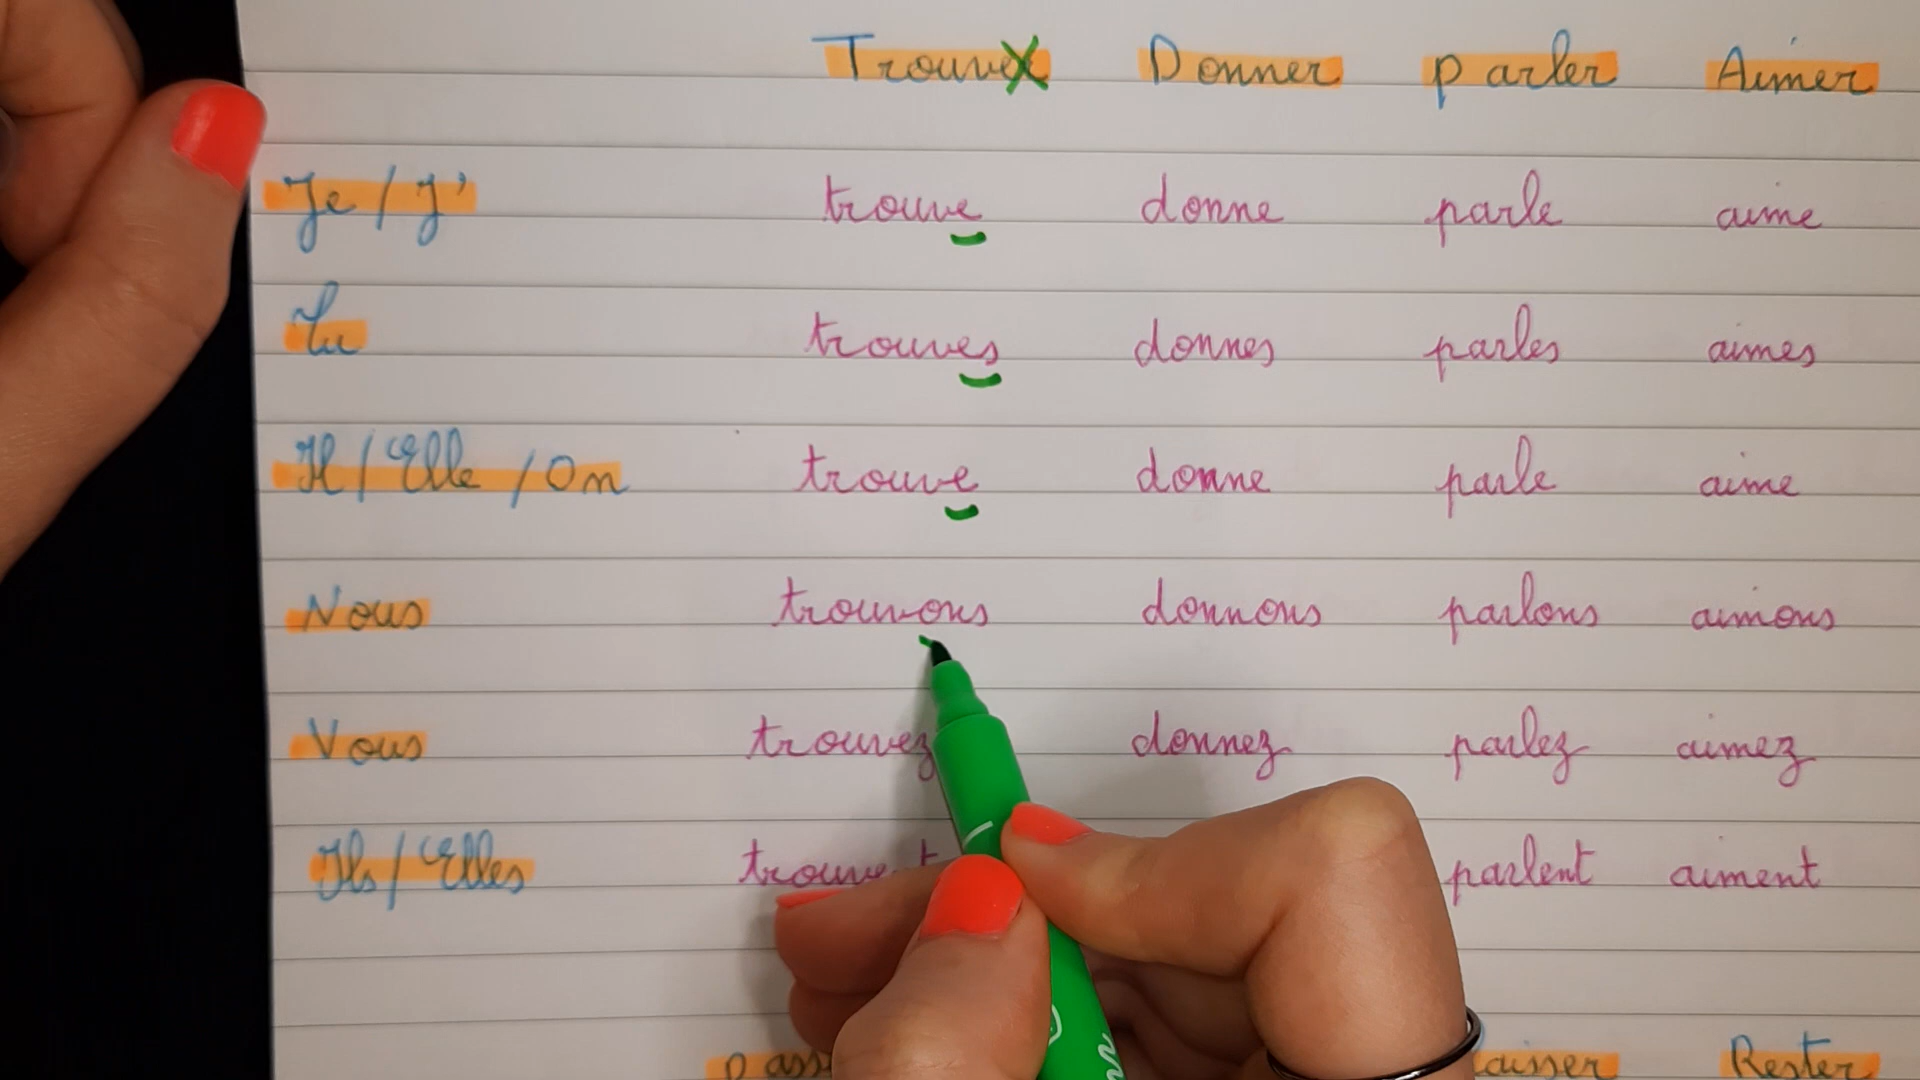 Trouver Donner Parler Aimer
Je / J' trouve donne parle aime
Tu trouves donnes parles aimes
Il / Elle / On trouve donne parle aime
Nous trouvons donnons parlons aimons
Vous trouvez donnez parlez aimez
Ils / Elles trouvent parlent aiment
Rester